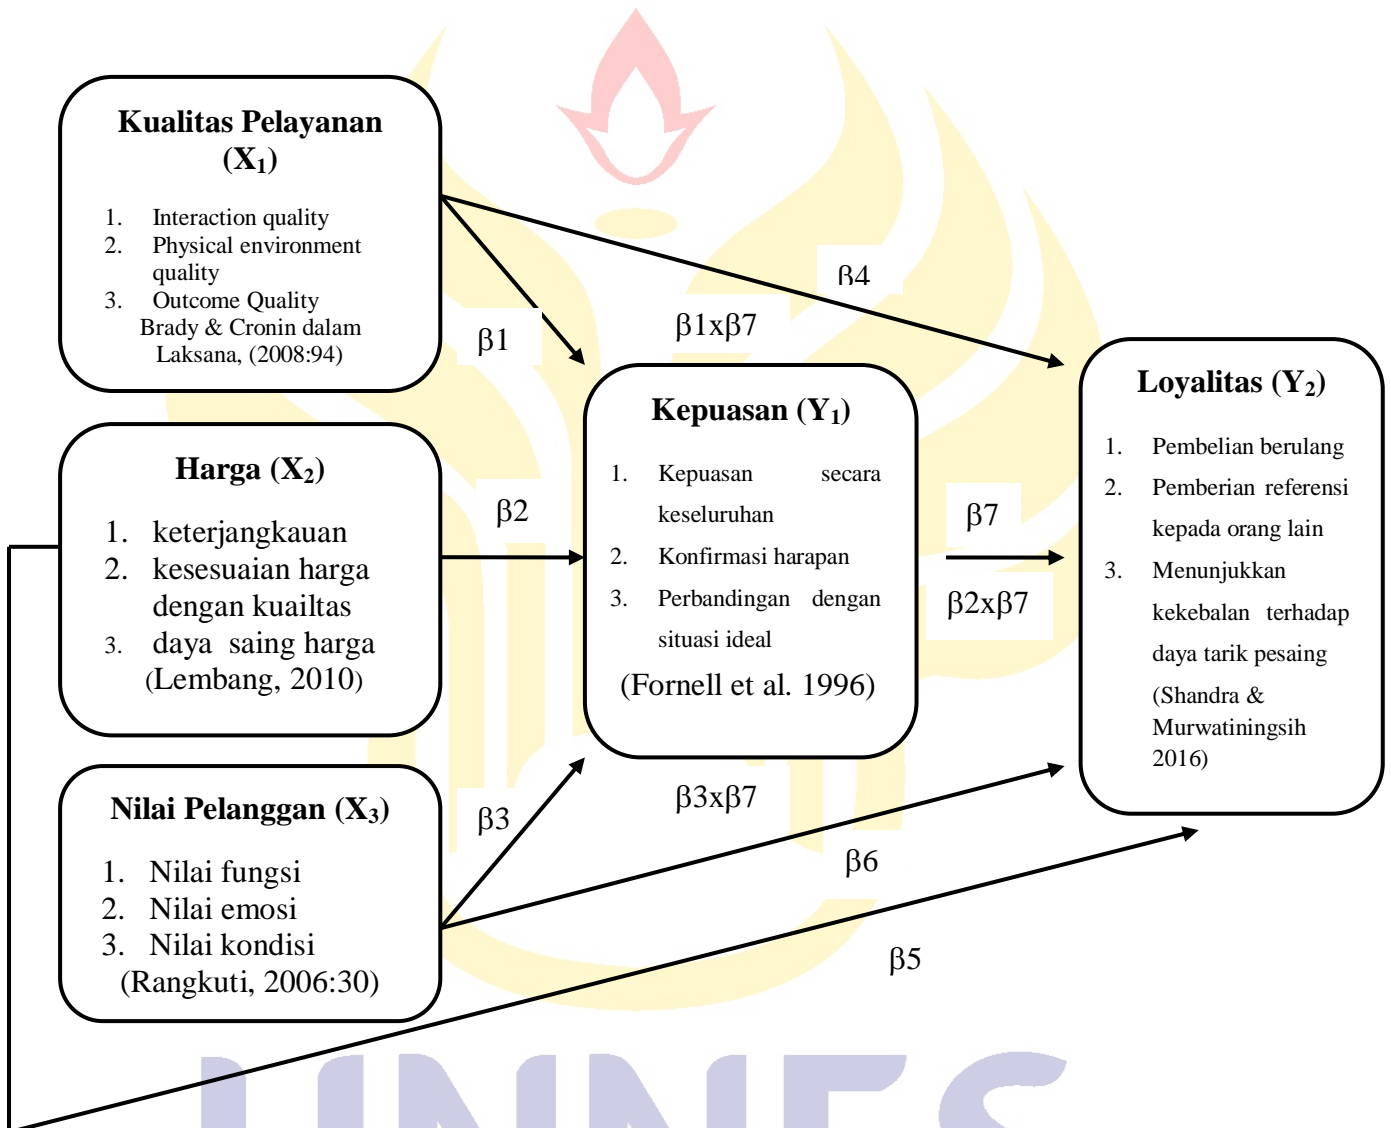 Kualitas Pelayanan
(X1)
1. Interaction quality
2. Physical environment
quality
3. Outcome Quality
Brady & Cronin dalam
Laksana, (2008:94)
Harga (X2)
1. keterjangkauan
2. kesesuaian harga
dengan kuailtas
3. daya saing harga
(Lembang, 2010)
Nilai Pelanggan (X3)
1. Nilai fungsi
2. Nilai emosi
3. Nilai kondisi
(Rangkuti, 2006:30)
β1
β2
β3
β1xβ7
β4
Kepuasan (Y1)
1. Kepuasan secara
keseluruhan
2. Konfirmasi harapan
3. Perbandingan dengan
situasi ideal
(Fornell et al. 1996)
β3xβ7
β7
β2xβ7
β6
β5
Loyalitas (Y2)
1. Pembelian berulang
2. Pemberian referensi
kepada orang lain
3. Menunjukkan
kekebalan terhadap
daya tarik pesaing
(Shandra &
Murwatiningsih
2016)
UNNES